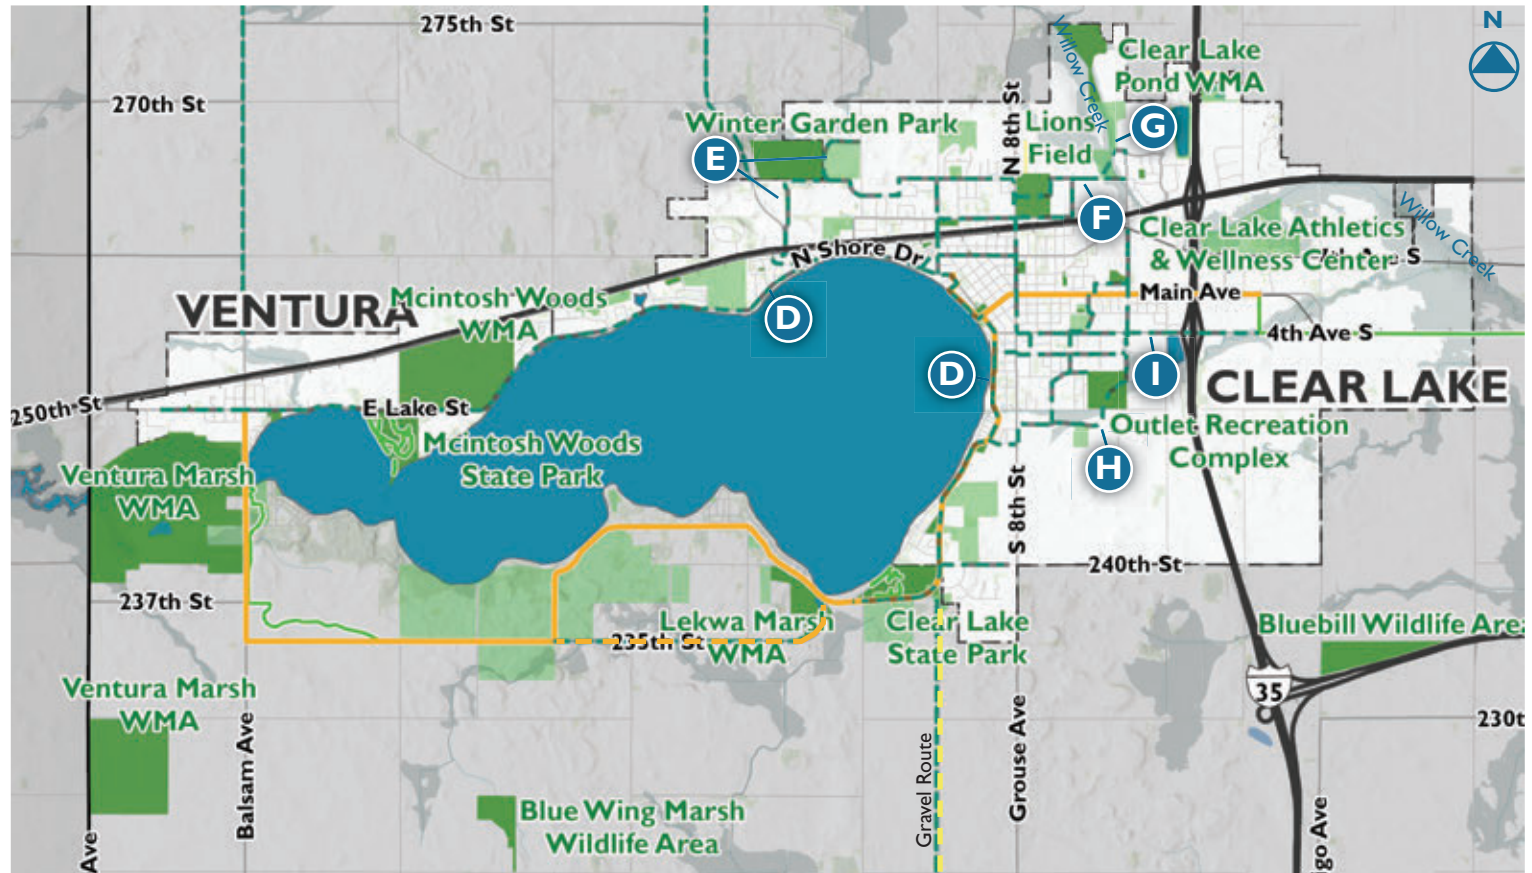 N
275th St
Willow Creek
Clear Lake
Pond WMA
270th St
N 8th St
Winter Garden Park
Lions
Field
G
E
F
Willow Creek
Clear Lake Athletics
& Wellness Center
S
N Shore Dr
Main Ave
VENTURA
Mcintosh Woods
WMA
D
4th Ave S
D
I
CLEAR LAKE
250th St
E Lake St
Outlet Recreation
Complex
Mcintosh Woods
State Park
H
Ventura Marsh
WMA
S 8th St
240th St
237th St
Lekwa Marsh
WMA
235th St
Clear Lake
State Park
Bluebill Wildlife Area
35
Ventura Marsh
WMA
230t
Balsam Ave
Gravel Route
Grouse Ave
Blue Wing Marsh
Wildlife Area
Ave
go Ave